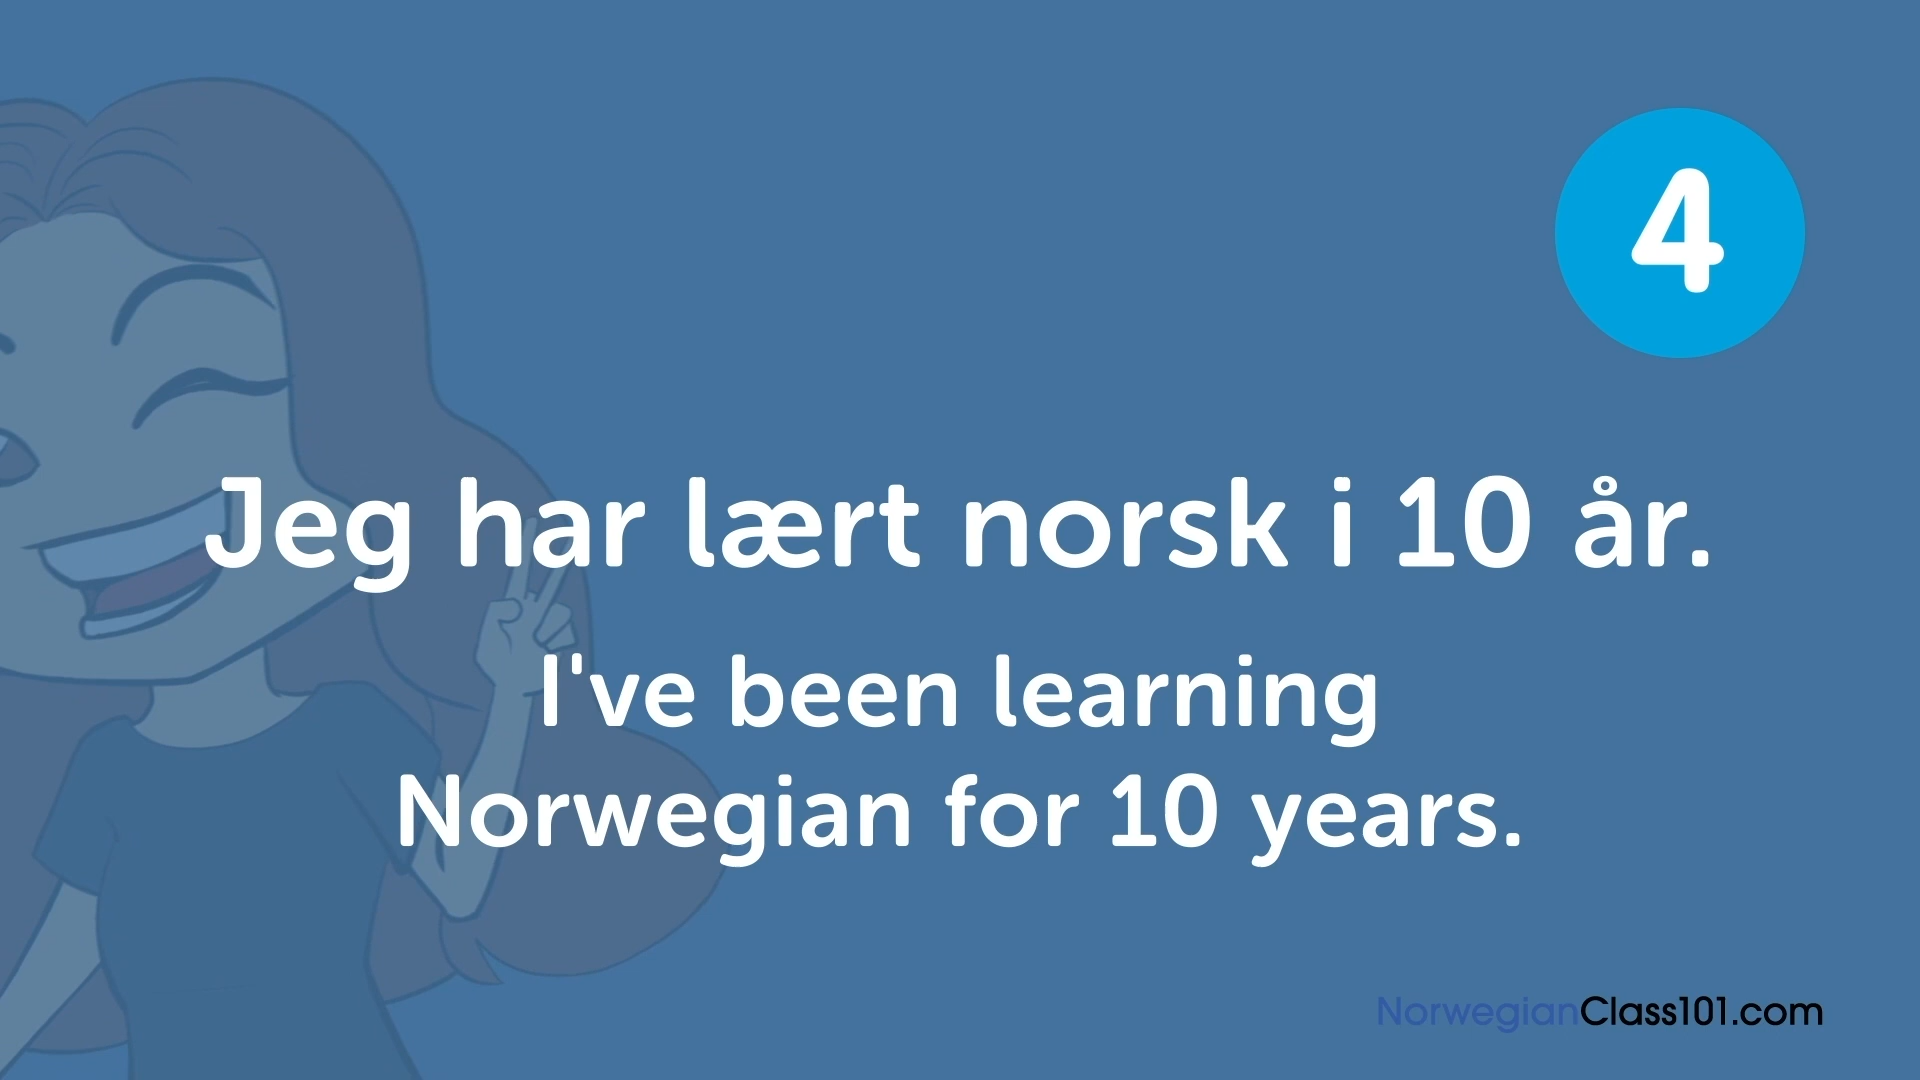 4
Jeg har lært norsk i 10 år.
I've been learning
Norwegian for 10 years.
NorwegianClass101.com